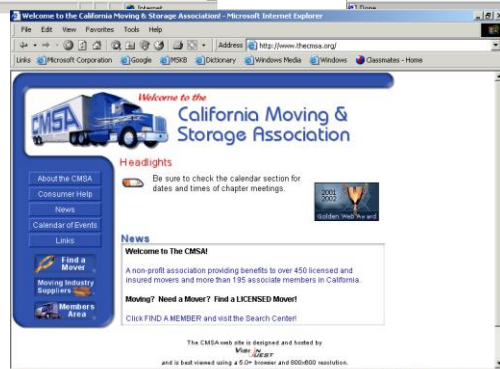 Internet
Done
Welcome to the California Moving & Storage Association! - Microsoft Internet Explorer
File Edit View Favorites Tools Help
Address http://www.thecmsa.org/
Links Microsoft Corporation Google MSKB Dictionary Windows Media Windows Classmates - Home
Welcome to the
CMSA
California Moving &
Storage Association
Headlights
Be sure to check the calendar section for
dates and times of chapter meetings.
2001
2002
Golden Web Award
About the CMSA
Consumer Help
News
Calendar of Events
Links
Find a
Mover
Moving Industry
Suppliers
Members
Area
News
Welcome to The CMSA!
A non-profit association providing benefits to over 450 licensed and
insured movers and more than 195 associate members in California.
Moving? Need a Mover? Find a LICENSED Mover!
Click FIND A MEMBER and visit the Search Center!
The CMSA web site is designed and hosted by
and is best viewed using a 5.0+ browser and 800x600 resolution.